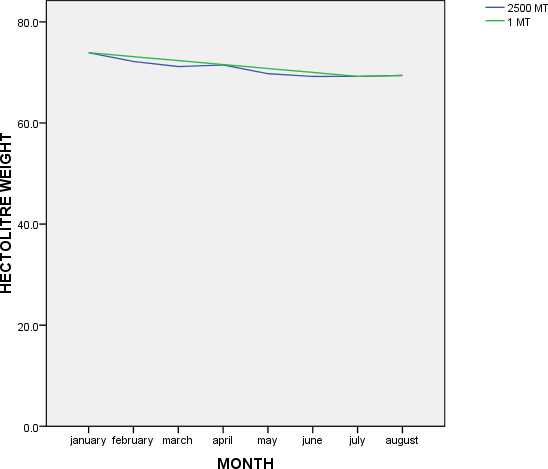 2500 MT
1 MT
80.0
60.0
40.0
20.0
0.0
HECTOLITRE WEIGHT
january february march april may june july august
MONTH